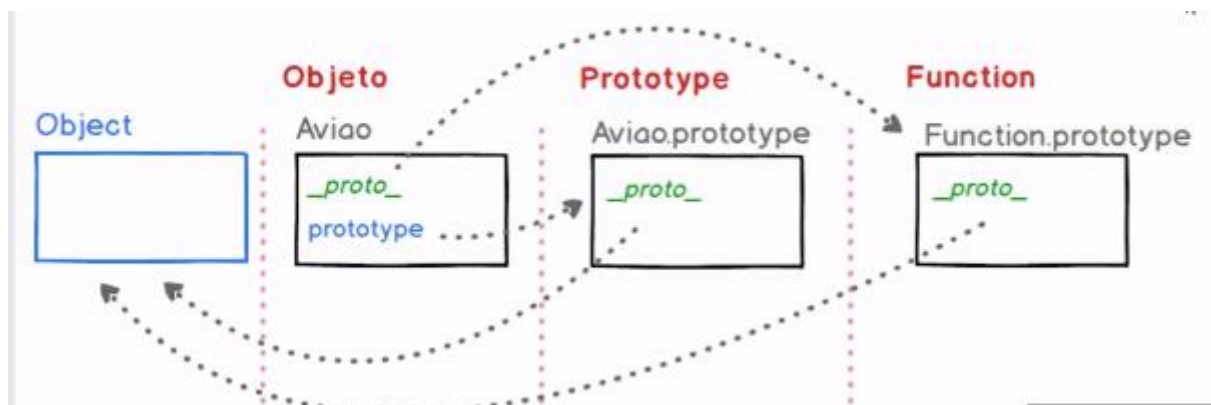 Objeto
Prototype
Function
Object
Aviao
Aviao.prototype
Function.prototype
_proto_
prototype
_proto_
_proto_